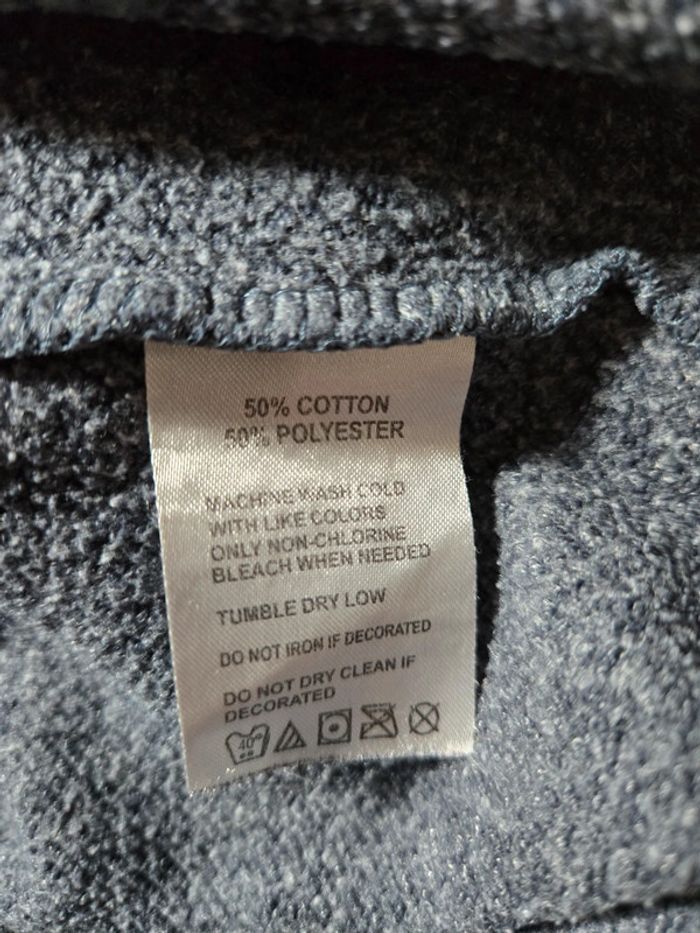 50% COTTON
50% POLYESTER
MACHINE WASH COLD
WITH LIKE COLORS
ONLY NON-CHLORINE
BLEACH WHEN NEEDED
TUMBLE DRY LOW
DO NOT IRON IF DECORATED
DO NOT DRY CLEAN IF
DECORATED
40°